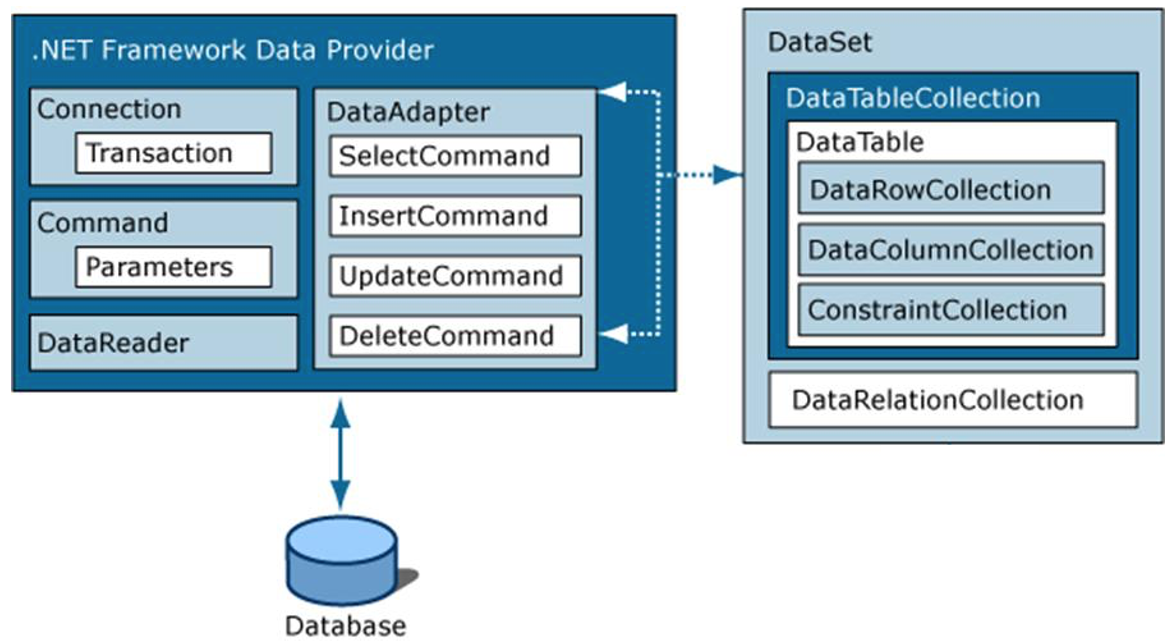 .NET Framework Data Provider
Connection
Transaction
Command
Parameters
DataReader
DataAdapter
SelectCommand
InsertCommand
UpdateCommand
DeleteCommand
DataSet
DataTableCollection
DataTable
DataRowCollection
DataColumnCollection
ConstraintCollection
DataRelationCollection
Database